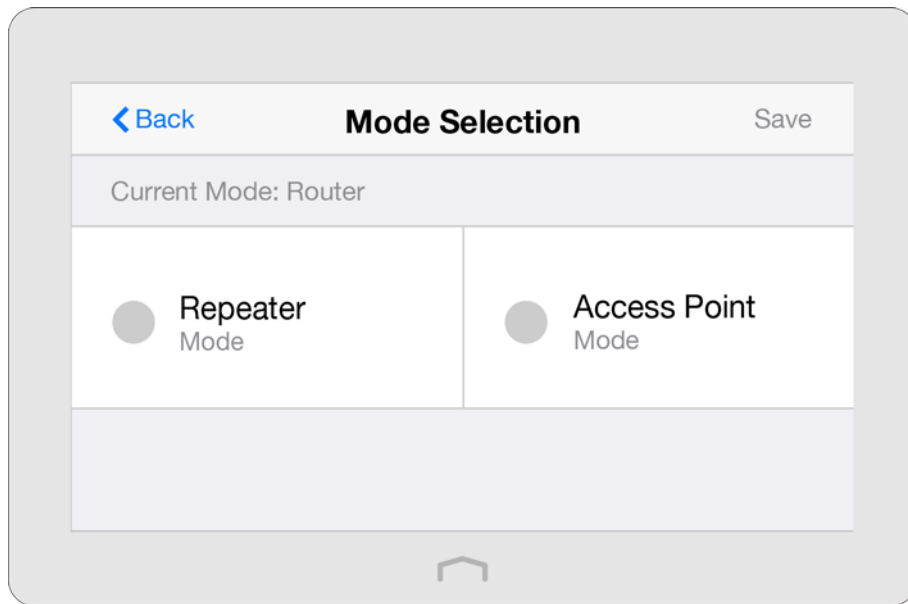 Back
Mode Selection
Save
Current Mode: Router
Repeater
Mode
Access Point
Mode